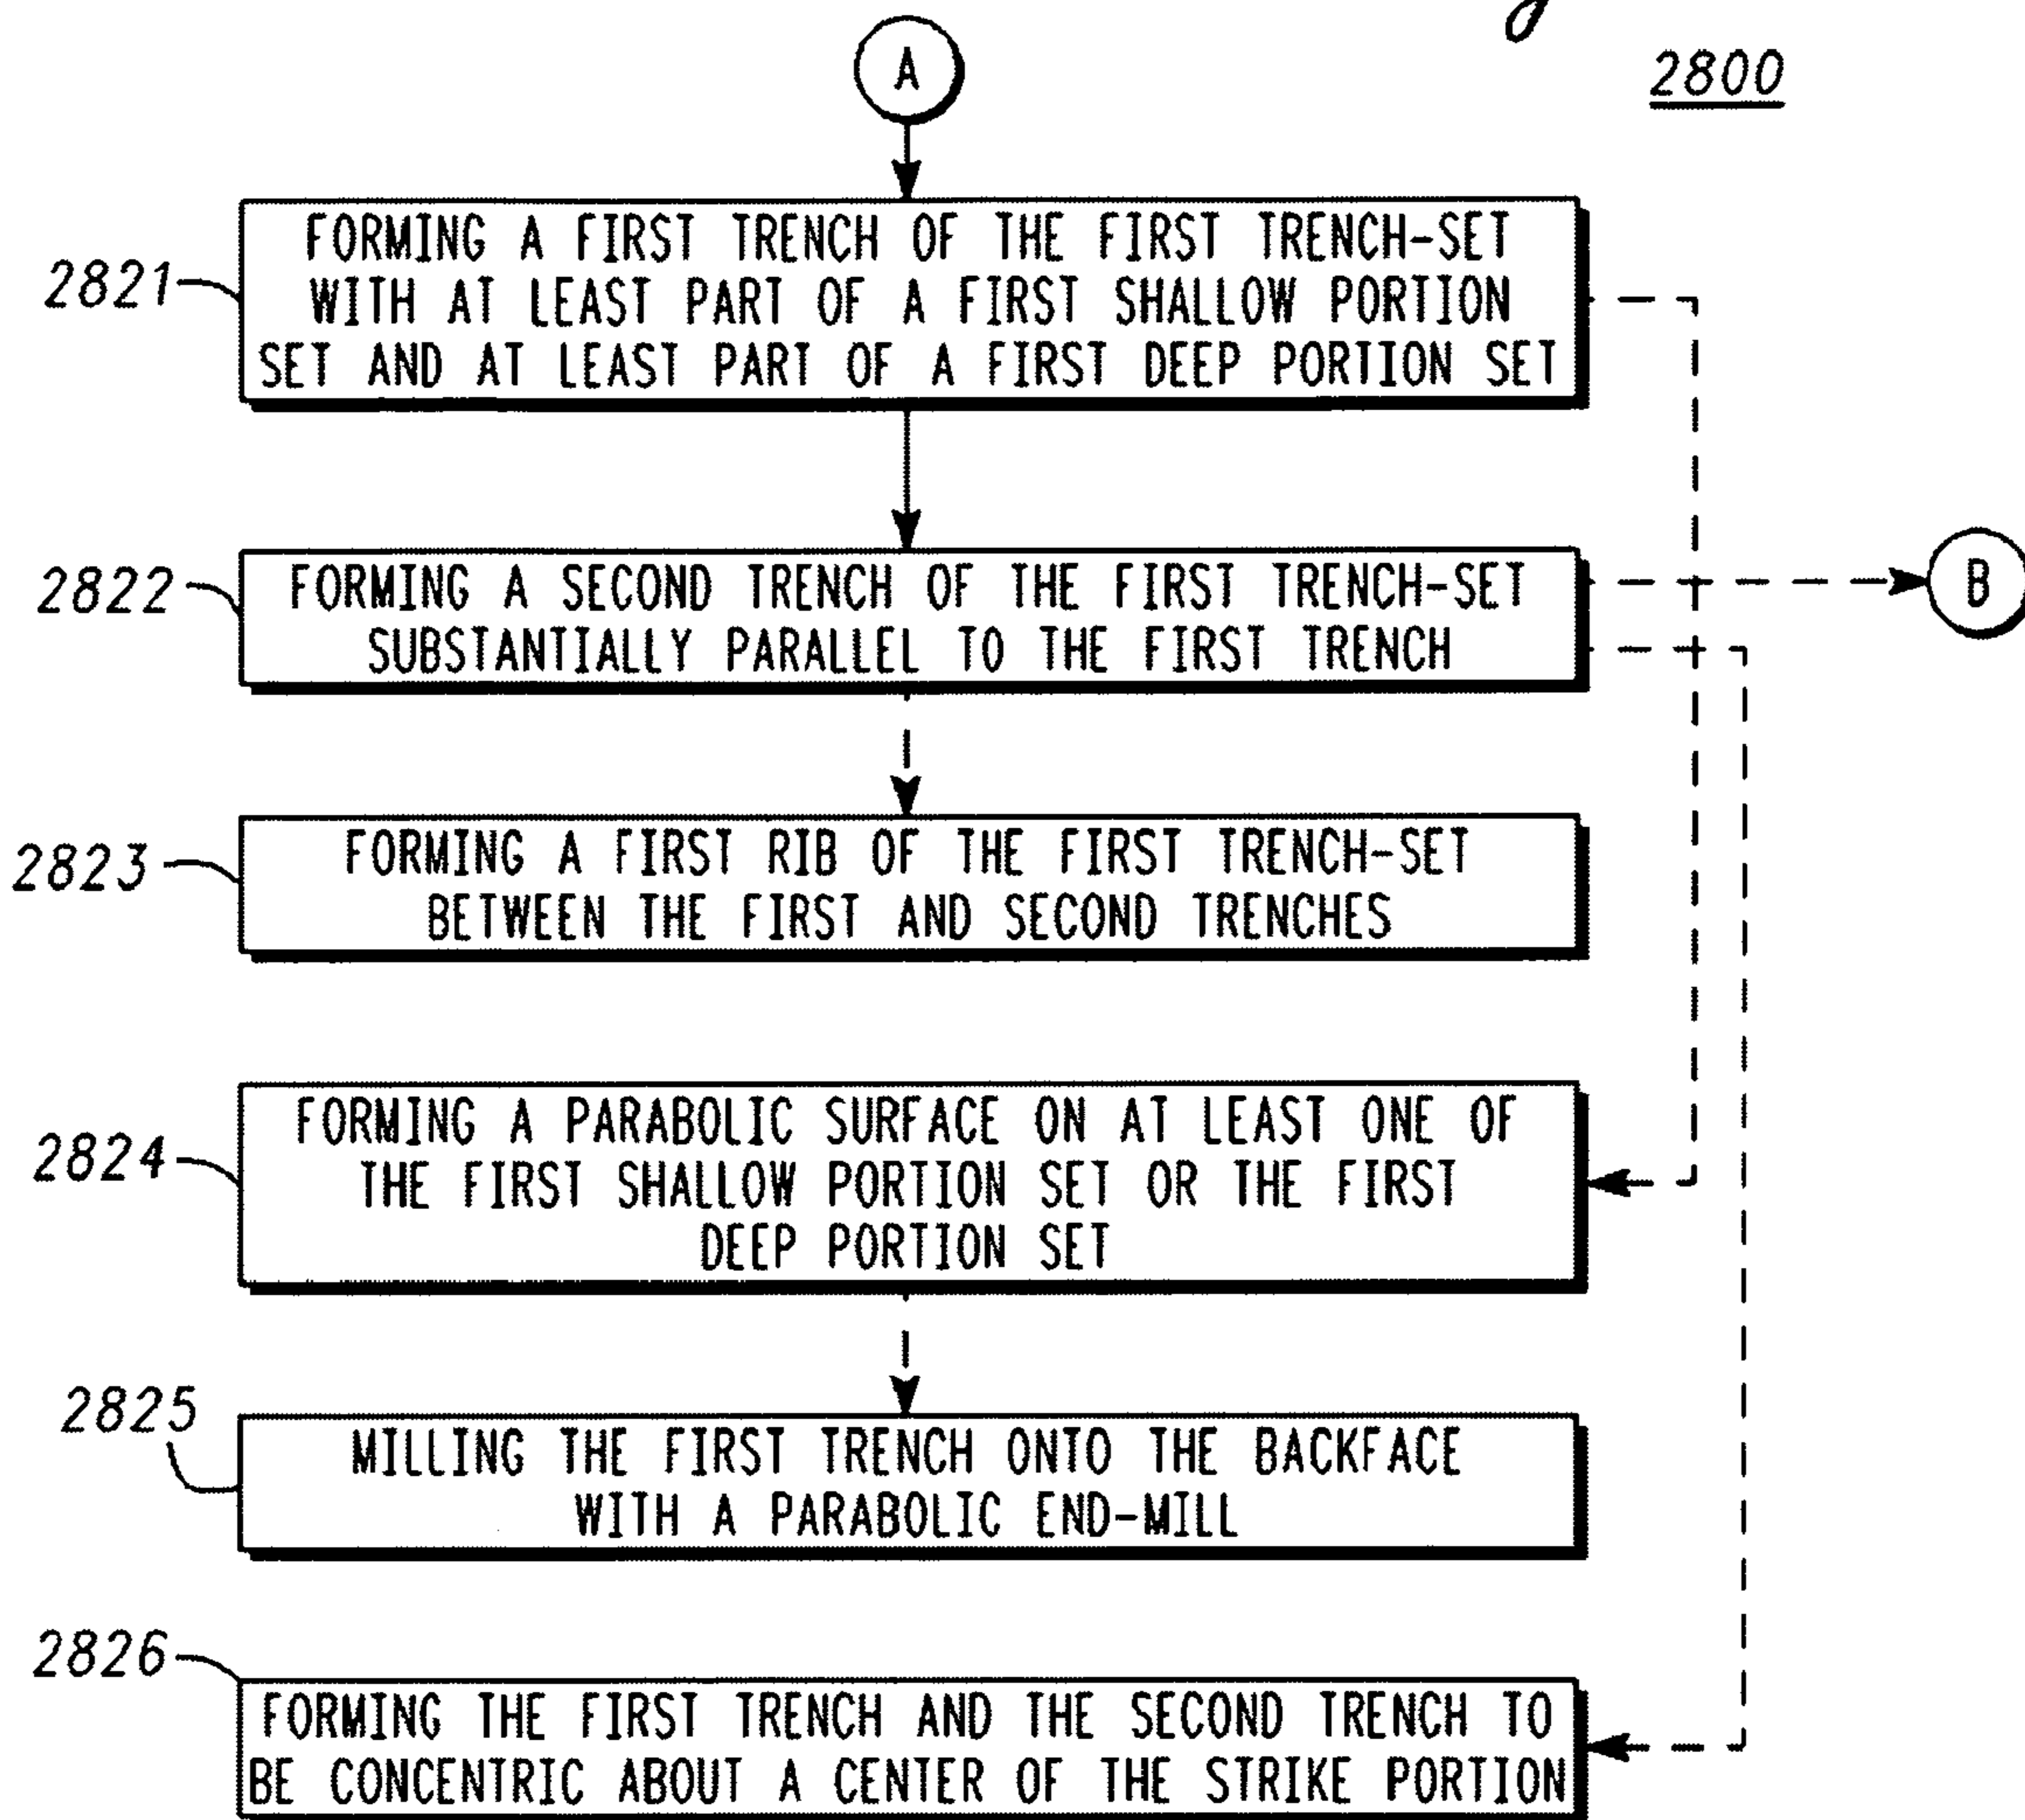 2800
A
2821
FORMING A FIRST TRENCH OF THE FIRST TRENCH-SET
WITH AT LEAST PART OF A FIRST SHALLOW PORTION
SET AND AT LEAST PART OF A FIRST DEEP PORTION SET
2822
FORMING A SECOND TRENCH OF THE FIRST TRENCH-SET
SUBSTANTIALLY PARALLEL TO THE FIRST TRENCH
B
2823
FORMING A FIRST RIB OF THE FIRST TRENCH-SET
BETWEEN THE FIRST AND SECOND TRENCHES
2824
FORMING A PARABOLIC SURFACE ON AT LEAST ONE OF
THE FIRST SHALLOW PORTION SET OR THE FIRST
DEEP PORTION SET
2825
MILLING THE FIRST TRENCH ONTO THE BACKFACE
WITH A PARABOLIC END-MILL
2826
FORMING THE FIRST TRENCH AND THE SECOND TRENCH TO
BE CONCENTRIC ABOUT A CENTER OF THE STRIKE PORTION